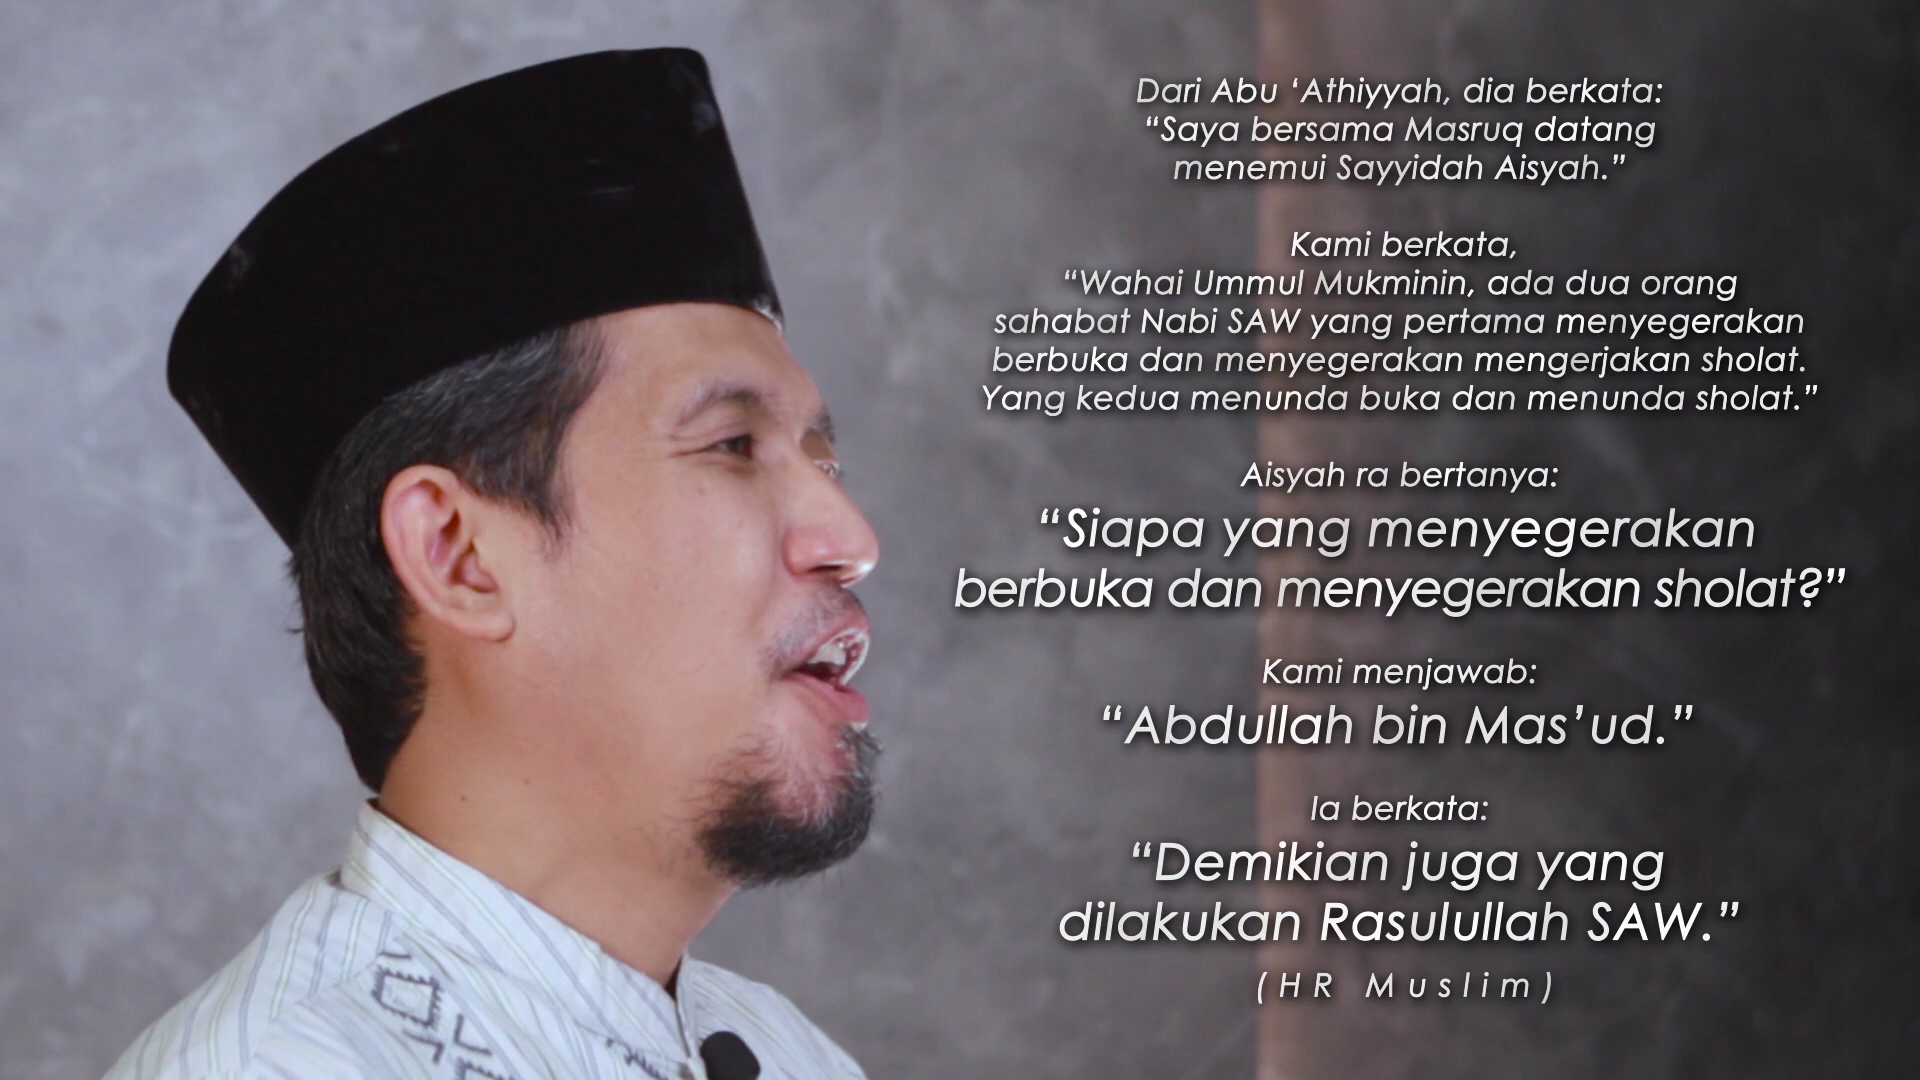 Dari Abu ‘Athiyyah, dia berkata:
“Saya bersama Masruq datang
menemui Sayyidah Aisyah.”
Kami berkata,
“Wahai Ummul Mukminin, ada dua orang
sahabat Nabi SAW yang pertama menyegerakan
berbuka dan menyegerakan mengerjakan sholat.
Yang kedua menunda buka dan menunda sholat.”
Aisyah ra bertanya:
“Siapa yang menyegerakan
berbuka dan menyegerakan sholat?”
Kami menjawab:
“Abdullah bin Mas’ud.”
Ia berkata:
“Demikian juga yang
dilakukan Rasulullah SAW.”
(HR Muslim)